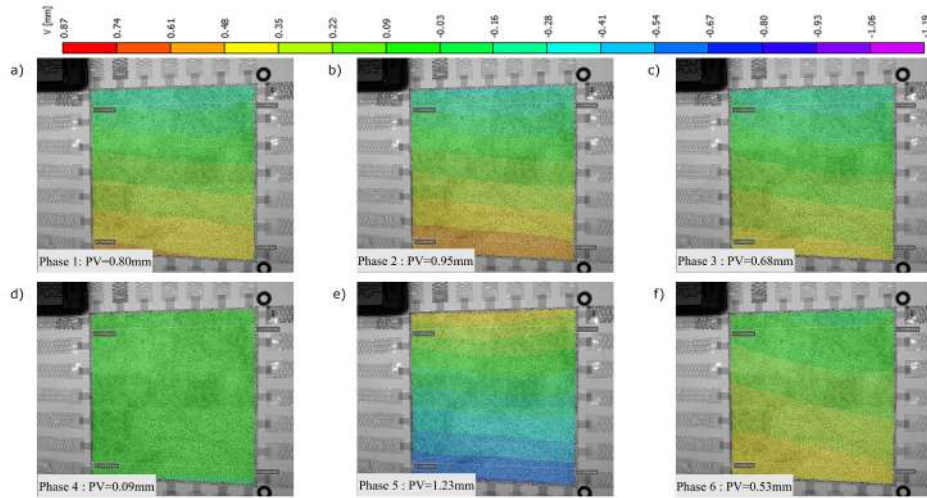 V [mm]
0.87 0.74 0.61 0.48 0.35 0.22 0.09 -0.03 -0.16 -0.28 -0.41 -0.54 -0.67 -0.80 -0.93 -1.06 -1.19
a) b) c)
Phase 1: PV=0.80mm
Phase 2 : PV=0.95mm
Phase 3 : PV=0.68mm
d) e) f)
Phase 4 : PV=0.09mm
Phase 5 : PV=1.23mm
Phase 6 : PV=0.53mm